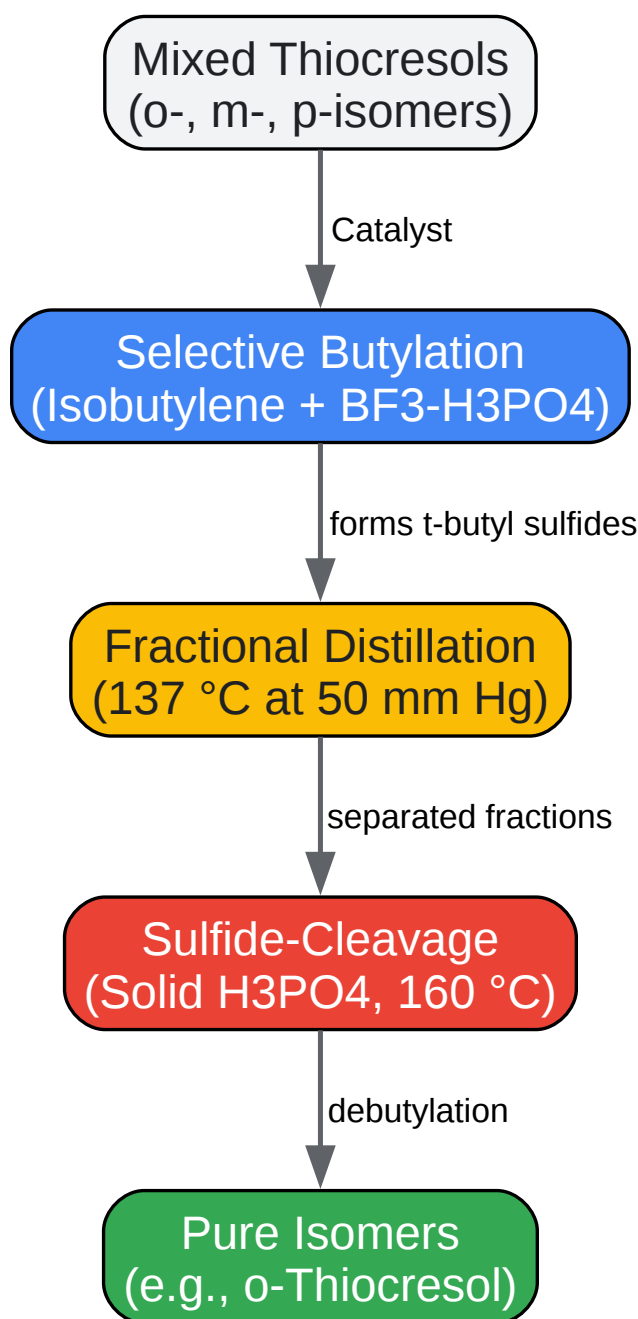 Mixed Thiocresols
(o-, m-, p-isomers)
Catalyst
Selective Butylation
(Isobutylene + BF3-H3PO4)
forms t-butyl sulfides
Fractional Distillation
(137 °C at 50 mm Hg)
separated fractions
Sulfide-Cleavage
(Solid H3PO4, 160 °C)
debutylation
Pure Isomers
(e.g., o-Thiocresol)